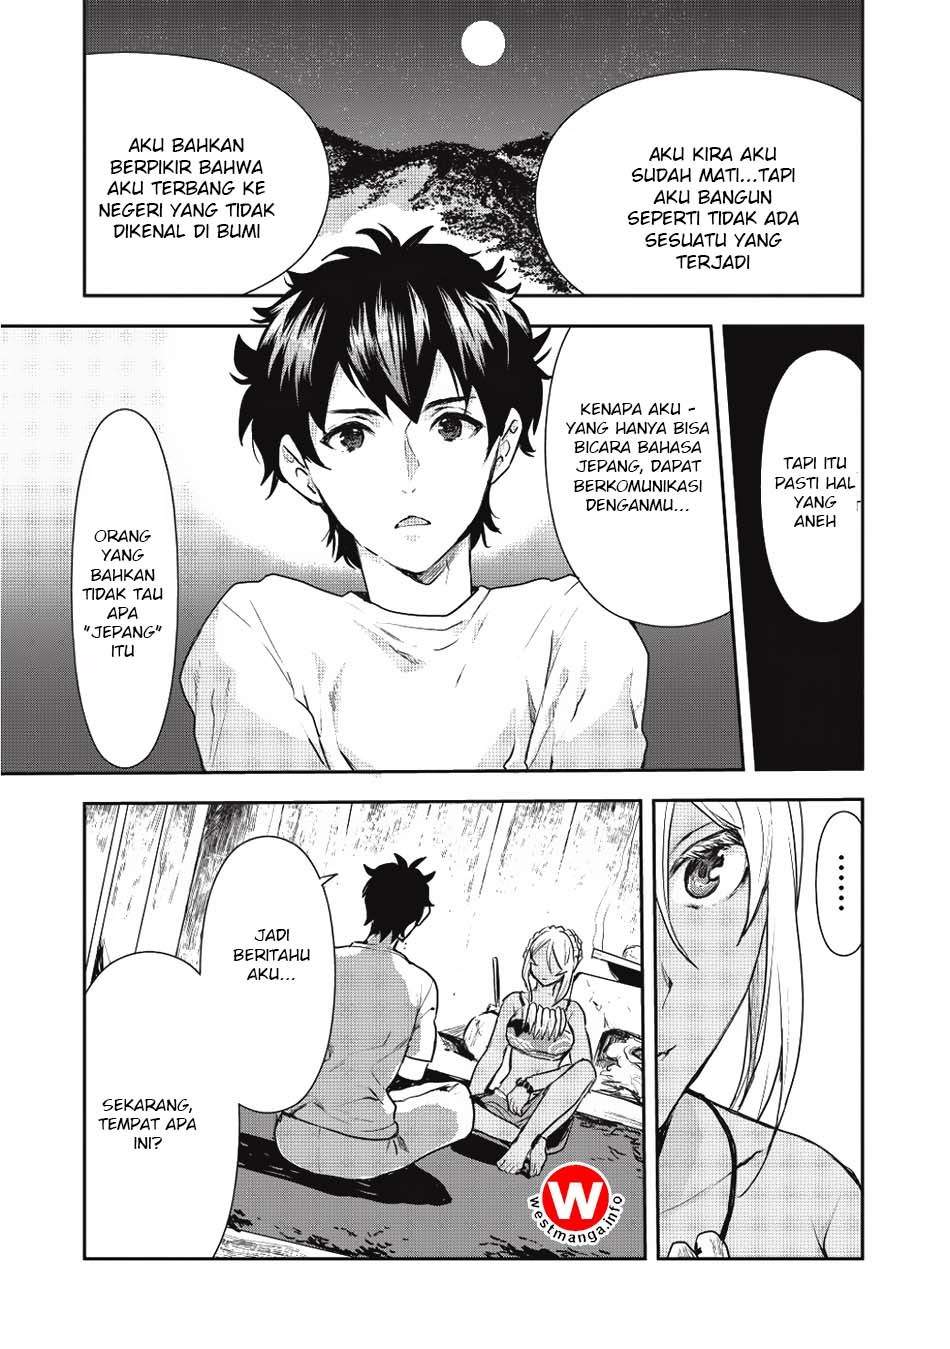 AKU KIRA AKU
SUDAH MATI...TAPI
AKU BANGUN
SEPERTI TIDAK ADA
SESUATU YANG
TERJADI
AKU BAHKAN
BERPIKIR BAHWA
AKU TERBANG KE
NEGERI YANG TIDAK
DIKENAL DI BUMI
TAPI ITU
PASTI HAL
YANG
ANEH
KENAPA AKU -
YANG HANYA BISA
BICARA BAHASA
JEPANG, DAPAT
BERKOMUNIKASI
DENGANMU...
ORANG
YANG
BAHKAN
TIDAK TAU
APA
"JEPANG"
ITU
......
JADI
BERITAHU
AKU...
SEKARANG,
TEMPAT APA
INI?
W
westmanga.info